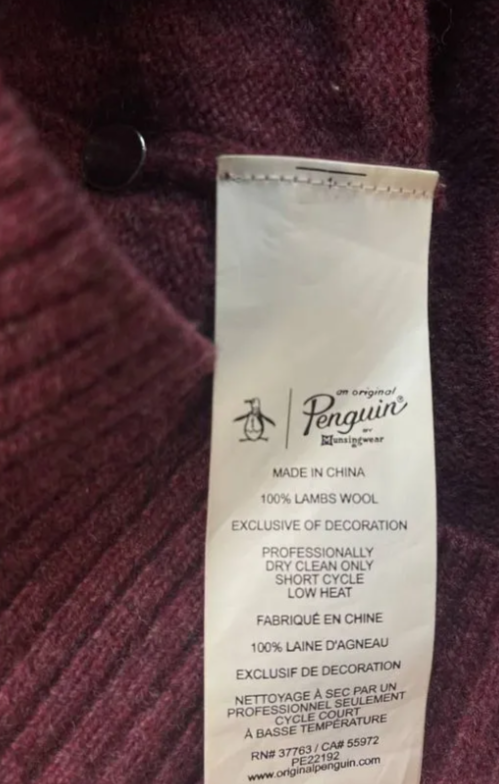 an original
Penguin®
BY
Munsingwear
MADE IN CHINA
100% LAMBS WOOL
EXCLUSIVE OF DECORATION
PROFESSIONALLY
DRY CLEAN ONLY
SHORT CYCLE
LOW HEAT
FABRIQUÉ EN CHINE
100% LAINE D'AGNEAU
EXCLUSIF DE DECORATION
NETTOYAGE À SEC PAR UN
PROFESSIONNEL SEULEMENT
CYCLE COURT
À BASSE TEMPÉRATURE
RN# 37763 / CA# 55972
PE22192
www.originalpenguin.com